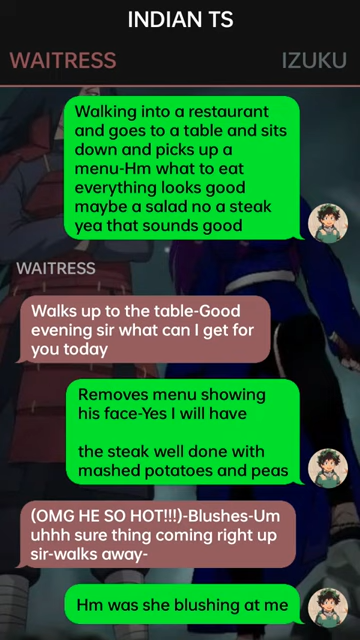 INDIAN TS
WAITRESS
IZUKU
Walking into a restaurant
and goes to a table and sits
down and picks up a
menu-Hm what to eat
everything looks good
maybe a salad no a steak
yea that sounds good
WAITRESS
Walks up to the table-Good
evening sir what can I get for
you today
Removes menu showing
his face-Yes I will have
the steak well done with
mashed potatoes and peas
(OMG HE SO HOT!!!)-Blushes-Um
uhhh sure thing coming right up
sir-walks away-
Hm was she blushing at me